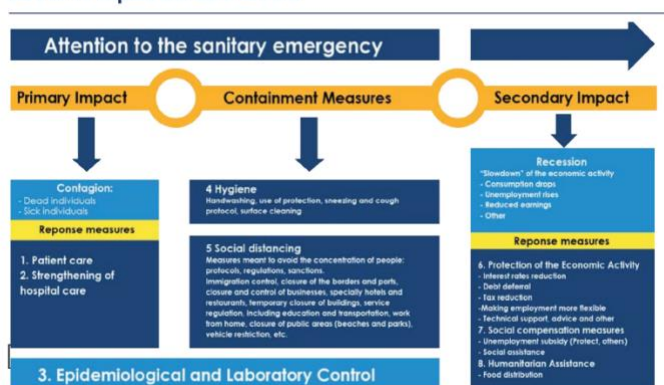 Attention to the sanitary emergency
Primary Impact
Containment Measures
Secondary Impact
Contagion:
- Dead individuals
- Sick individuals
Reponse measures
1. Patient care
2. Strengthening of
hospital care
4 Hygiene
Handwashing, use of protection, sneezing and cough
protocol, surface cleaning
5 Social distancing
Measures meant to avoid the concentration of people:
protocols, regulations, sanctions.
Immigration control, closure of the borders and ports,
closure and control of businesses, specialty hotels and
restaurants, temporary closure of buildings, service
regulation, including education and transportation, work
from home, closure of public areas (beaches and parks),
vehicle restriction, etc.
3. Epidemiological and Laboratory Control
Recession
"Slowdown" of the economic activity
- Consumption drops
- Unemployment rises
- Reduced earnings
- Other
Reponse measures
6. Protection of the Economic Activity
- Interest rates reduction
- Debt deferral
- Tax reduction
-Making employment more flexible
- Technical support, advice and other
7. Social compensation measures
- Unemployment subsidy (Protect, others)
- Social assistance
8. Humanitarian Assistance
- Food distribution